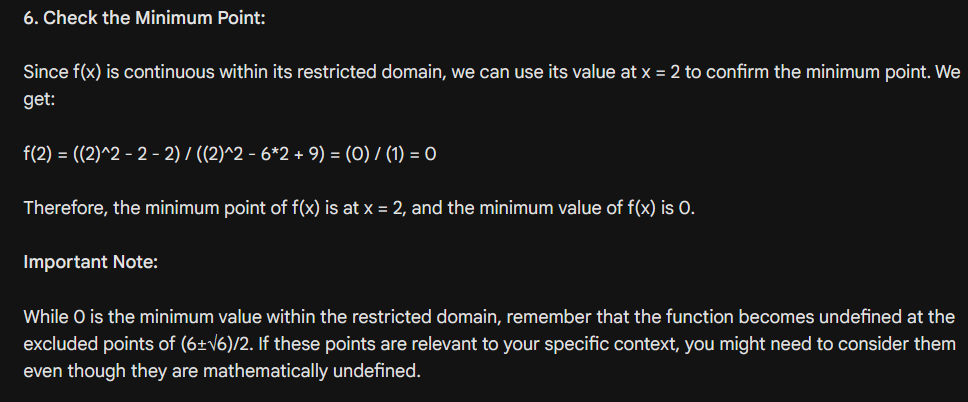 6. Check the Minimum Point:
Since f(x) is continuous within its restricted domain, we can use its value at x = 2 to confirm the minimum point. We
get:
f(2) = ((2)^2 - 2 - 2) / ((2)^2 - 6*2 + 9) = (0) / (1) = 0
Therefore, the minimum point of f(x) is at x = 2, and the minimum value of f(x) is 0.
Important Note:
While 0 is the minimum value within the restricted domain, remember that the function becomes undefined at the
excluded points of (6±√6)/2. If these points are relevant to your specific context, you might need to consider them
even though they are mathematically undefined.